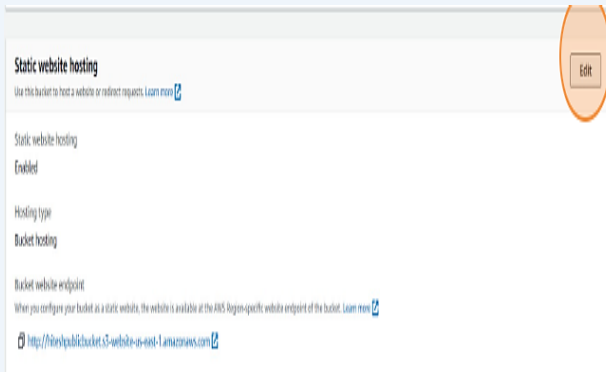 Static website hosting
Edit
Use this bucket to host a website or redirect requests. Learn more
Static website hosting
Enabled
Hosting type
Bucket hosting
Bucket website endpoint
When you configure your bucket as a static website, the website is available at the AWS Region-specific website endpoint of the bucket. Learn more
http://hiteshpublicbucket.s3-website-us-east-1.amazonaws.com